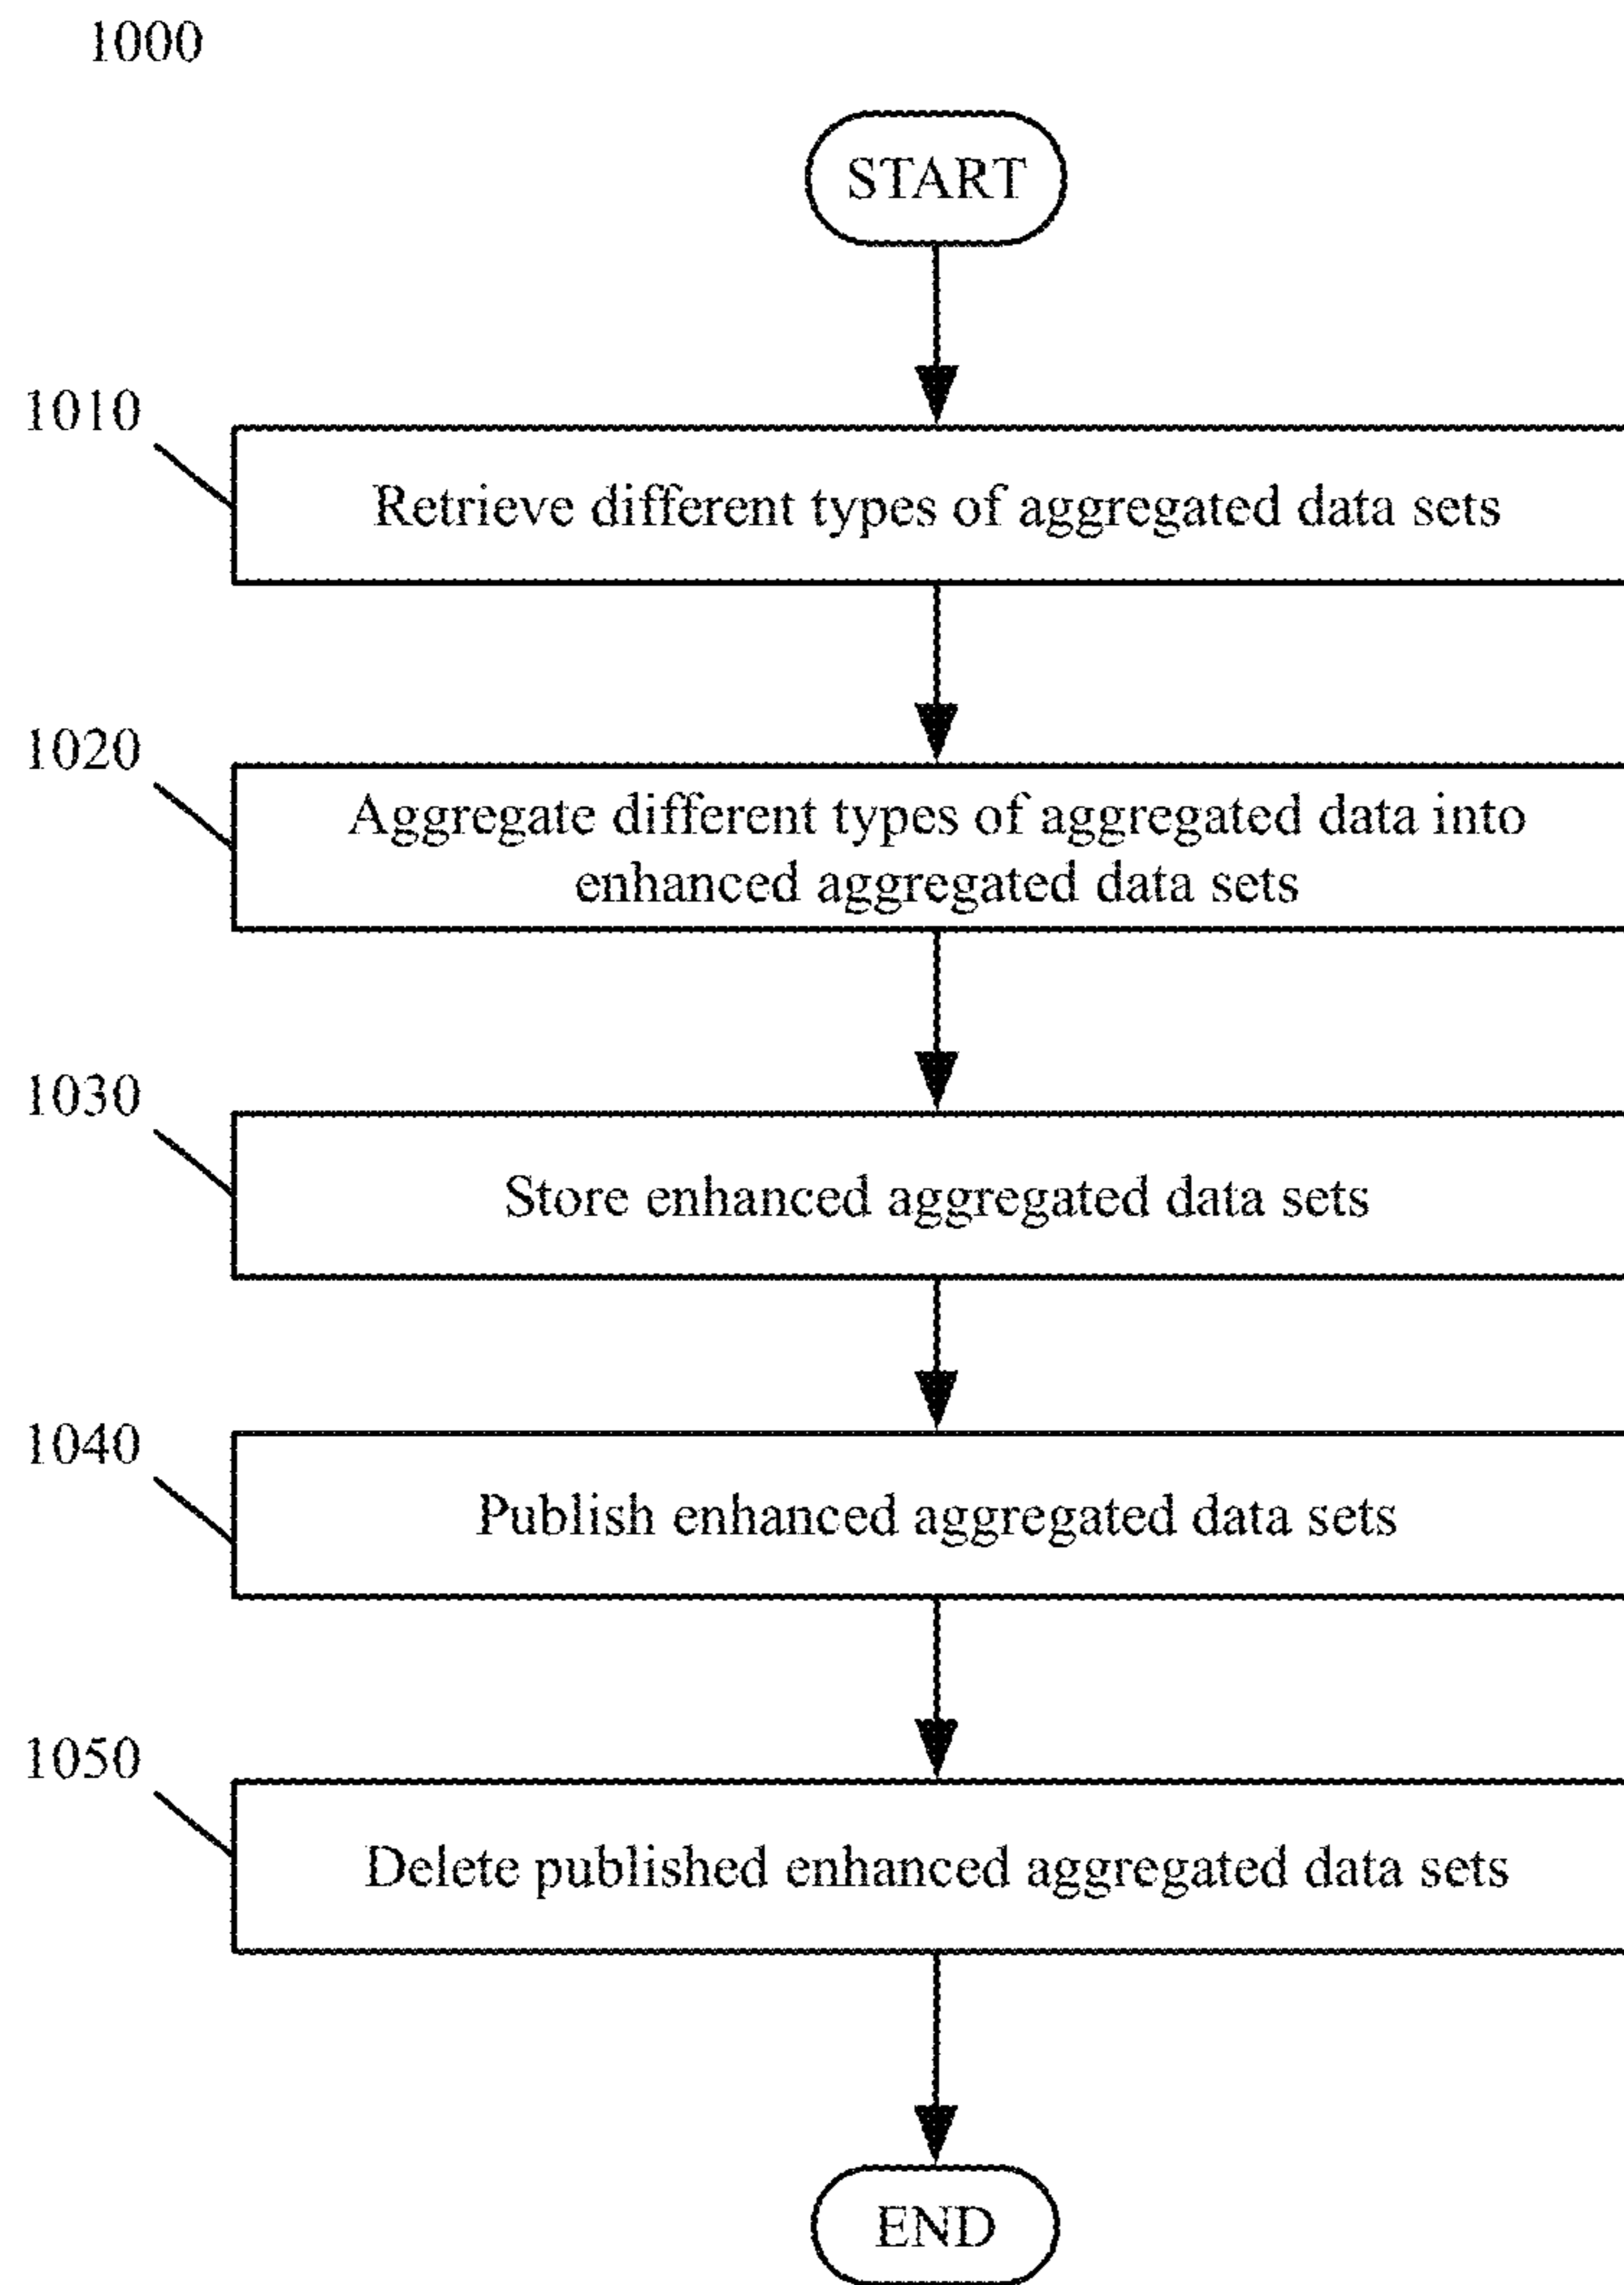 1000
START
1010
Retrieve different types of aggregated data sets
1020
Aggregate different types of aggregated data into
enhanced aggregated data sets
1030
Store enhanced aggregated data sets
1040
Publish enhanced aggregated data sets
1050
Delete published enhanced aggregated data sets
END